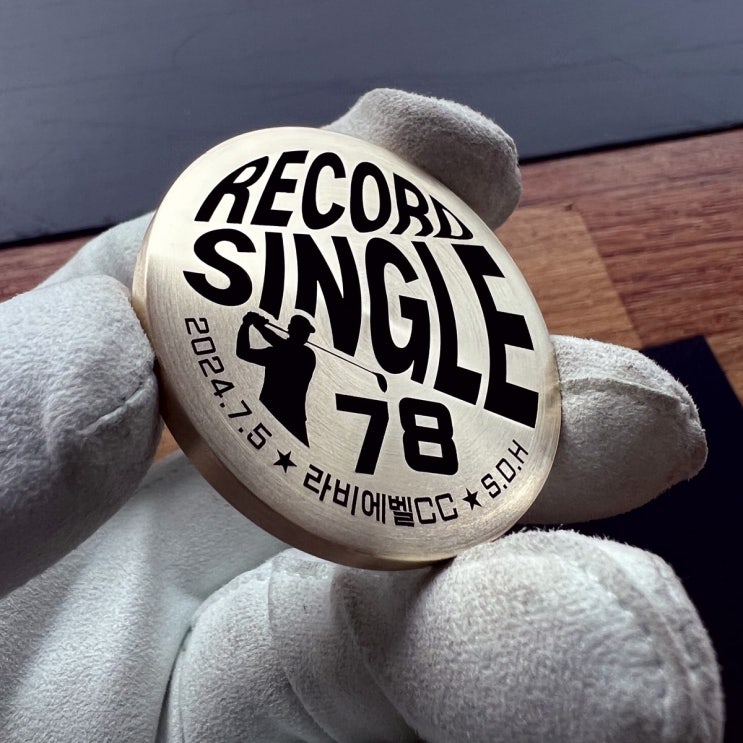 RECORD
SINGLE
78
2024.7.5 ★ 라비에벨CC ★ S.D.H